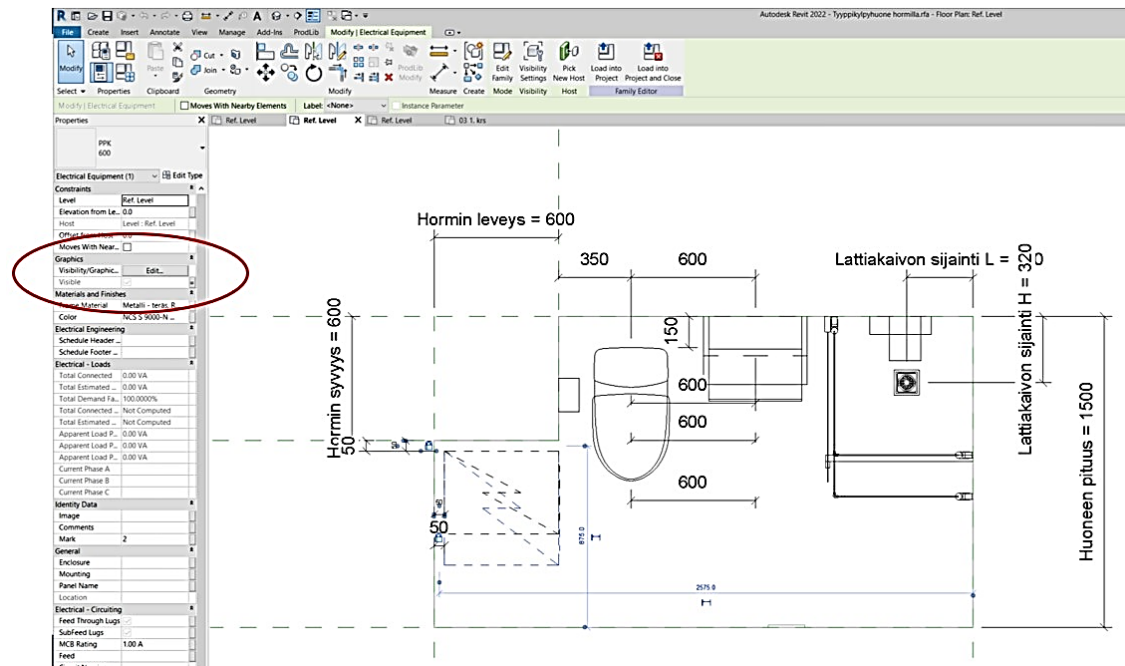 Autodesk Revit 2022 - Tyyppikylpyhuone hormilla.rfa - Floor Plan: Ref. Level
File Create Insert Annotate View Manage Add-Ins ProdLib Modify | Electrical Equipment
Modify
Paste
Cut
Join
ProdLib
Modify
Edit Family
Visibility Settings
Pick New Host
Load into Project
Load into Project and Close
Select Properties Clipboard Geometry Modify Measure Create Mode Visibility Host Family Editor
Modify | Electrical Equipment Moves With Nearby Elements Label: <None> Instance Parameter
Properties X Ref. Level Ref. Level X Ref. Level 03 1. krs
PPK
600
Electrical Equipment (1) Edit Type
Constraints
Level Ref. Level
Elevation from Le... 0.0
Host Level : Ref. Level
Moves With Near...
Graphics
Visibility/Graphic... Edit...
Visible
Materials and Finishes
Frame Material Metalli - teräs, R...
Color NCS S 9000-N ...
Electrical Engineering
Schedule Header ...
Schedule Footer ...
Electrical - Loads
Total Connected 0.00 VA
Total Estimated ... 0.00 VA
Total Demand Fa... 100.0000%
Total Connected ... Not Computed
Total Estimated ... Not Computed
Apparent Load P... 0.00 VA
Apparent Load P... 0.00 VA
Apparent Load P... 0.00 VA
Current Phase A
Current Phase B
Current Phase C
Identity Data
Image
Comments
Mark 2
General
Enclosure
Mounting
Panel Name
Location
Electrical - Circuiting
Feed Through Lugs
SubFeed Lugs
MCB Rating 1.00 A
Feed
Hormin leveys = 600
350 600
Lattiakaivon sijainti L = 320
Hormin syvyys = 600
150
Lattiakaivon sijainti H = 320
600
600
600
50
50
875.0
2575.0
Huoneen pituus = 1500